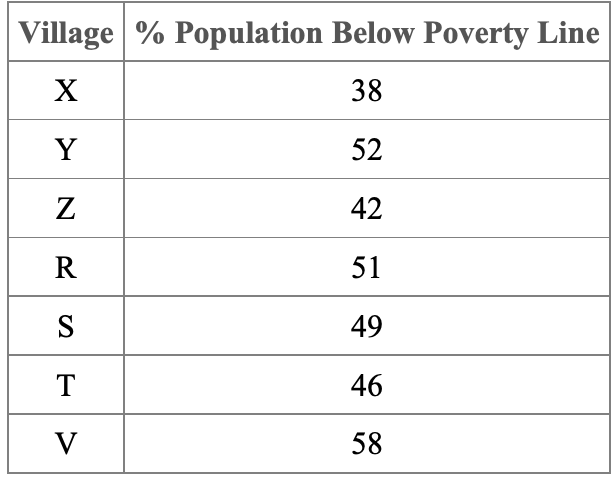 Village % Population Below Poverty Line
X 38
Y 52
Z 42
R 51
S 49
T 46
V 58